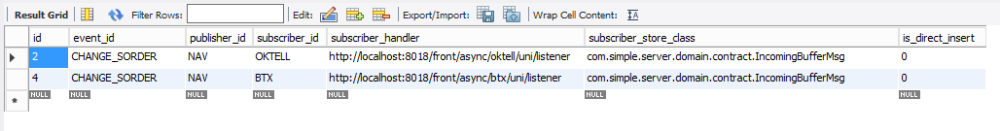 Result Grid Filter Rows: Edit: Export/Import: Wrap Cell Content:
id event_id publisher_id subscriber_id subscriber_handler subscriber_store_class is_direct_insert
2 CHANGE_SORDER NAV OKTELL http://localhost:8018/front/async/oktell/uni/listener com.simple.server.domain.contract.IncomingBufferMsg 0
4 CHANGE_SORDER NAV BTX http://localhost:8018/front/async/btx/uni/listener com.simple.server.domain.contract.IncomingBufferMsg 0
NULL NULL NULL NULL NULL NULL NULL